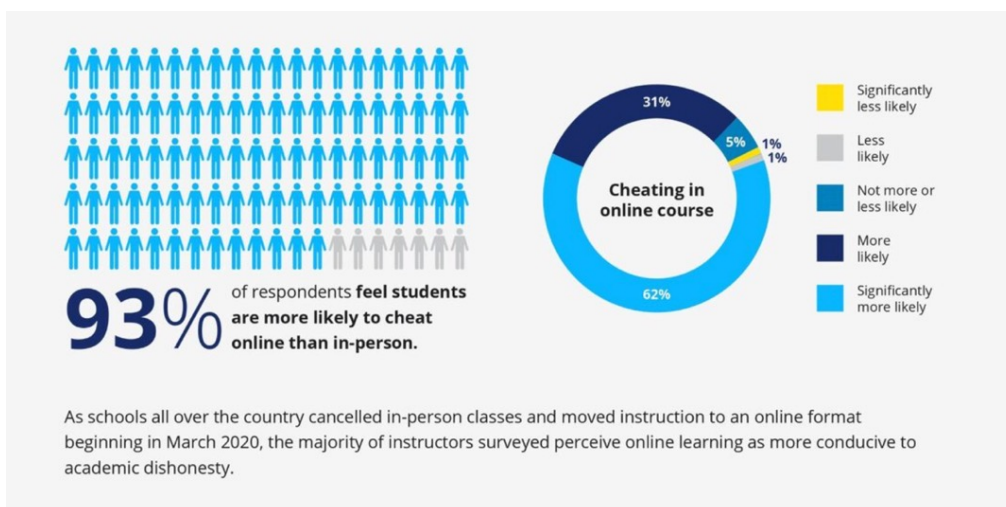 93% of respondents feel students
are more likely to cheat
online than in-person.
31%
5%
1%
1%
62%
Cheating in
online course
Significantly
less likely
Less
likely
Not more or
less likely
More
likely
Significantly
more likely
As schools all over the country cancelled in-person classes and moved instruction to an online format
beginning in March 2020, the majority of instructors surveyed perceive online learning as more conducive to
academic dishonesty.